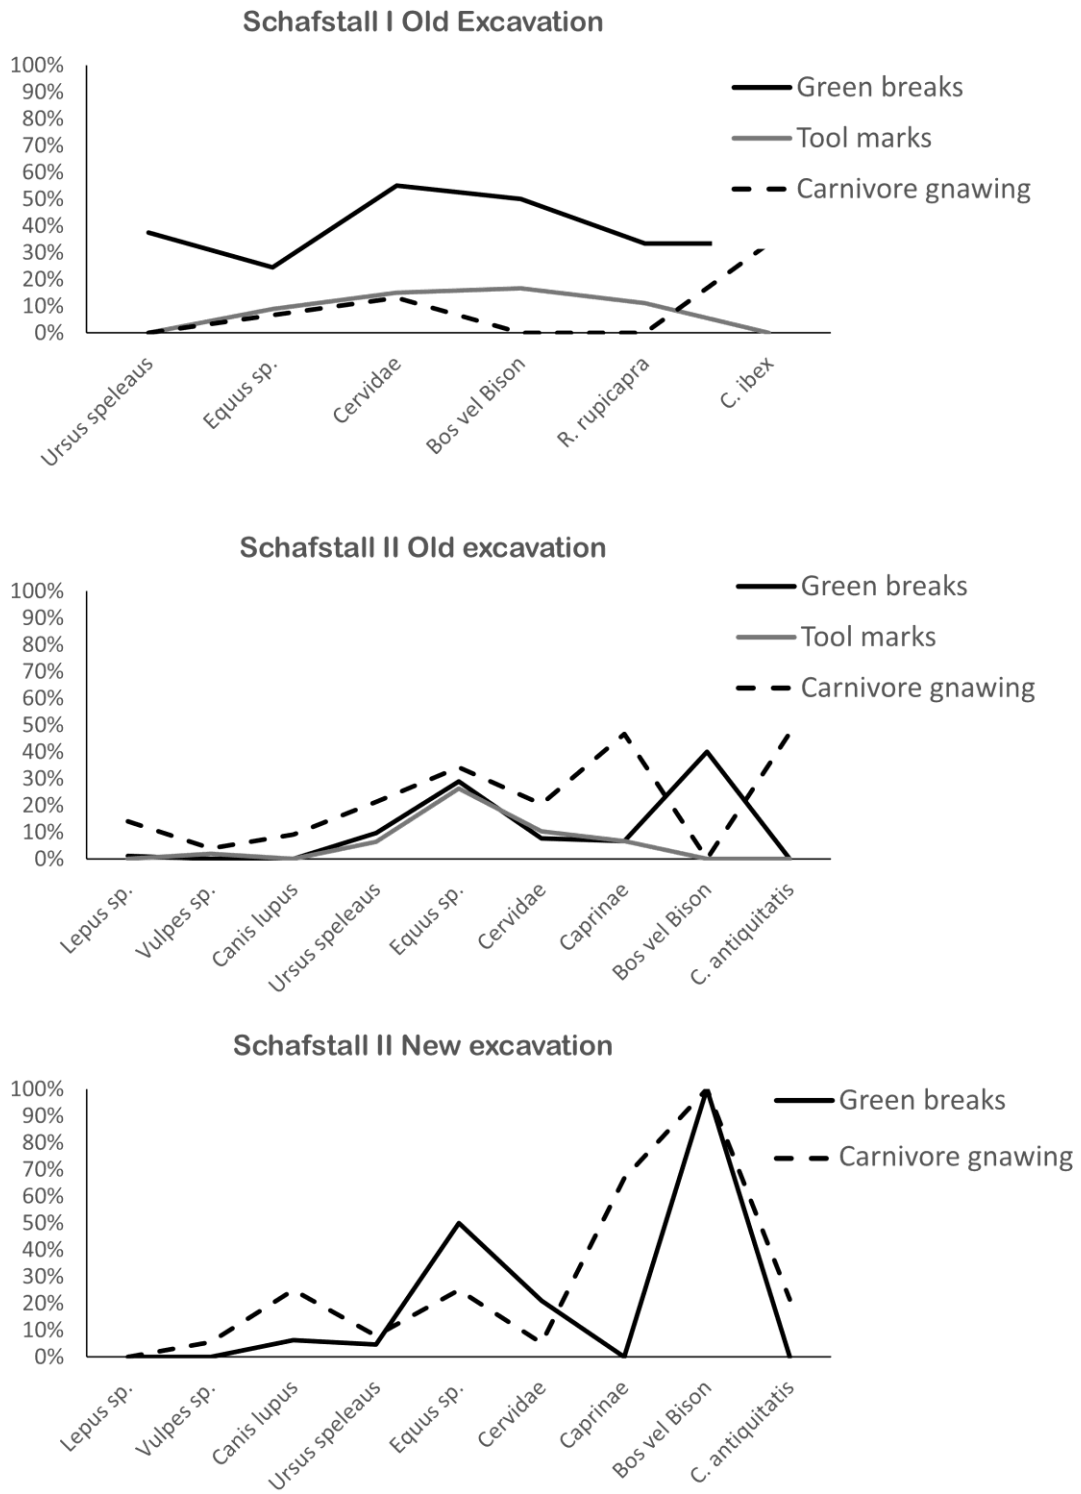 Schafstall I Old Excavation
100%
90%
80%
70%
60%
50%
40%
30%
20%
10%
0%
Green breaks
Tool marks
Carnivore gnawing
Ursus speleaus
Equus sp.
Cervidae
Bos vel Bison
R. rupicapra
C. ibex
Schafstall II Old excavation
100%
90%
80%
70%
60%
50%
40%
30%
20%
10%
0%
Green breaks
Tool marks
Carnivore gnawing
Lepus sp.
Vulpes sp.
Canis lupus
Ursus speleaus
Equus sp.
Cervidae
Caprinae
Bos vel Bison
C. antiquitatis
Schafstall II New excavation
100%
90%
80%
70%
60%
50%
40%
30%
20%
10%
0%
Green breaks
Carnivore gnawing
Lepus sp.
Vulpes sp.
Canis lupus
Ursus speleaus
Equus sp.
Cervidae
Caprinae
Bos vel Bison
C. antiquitatis